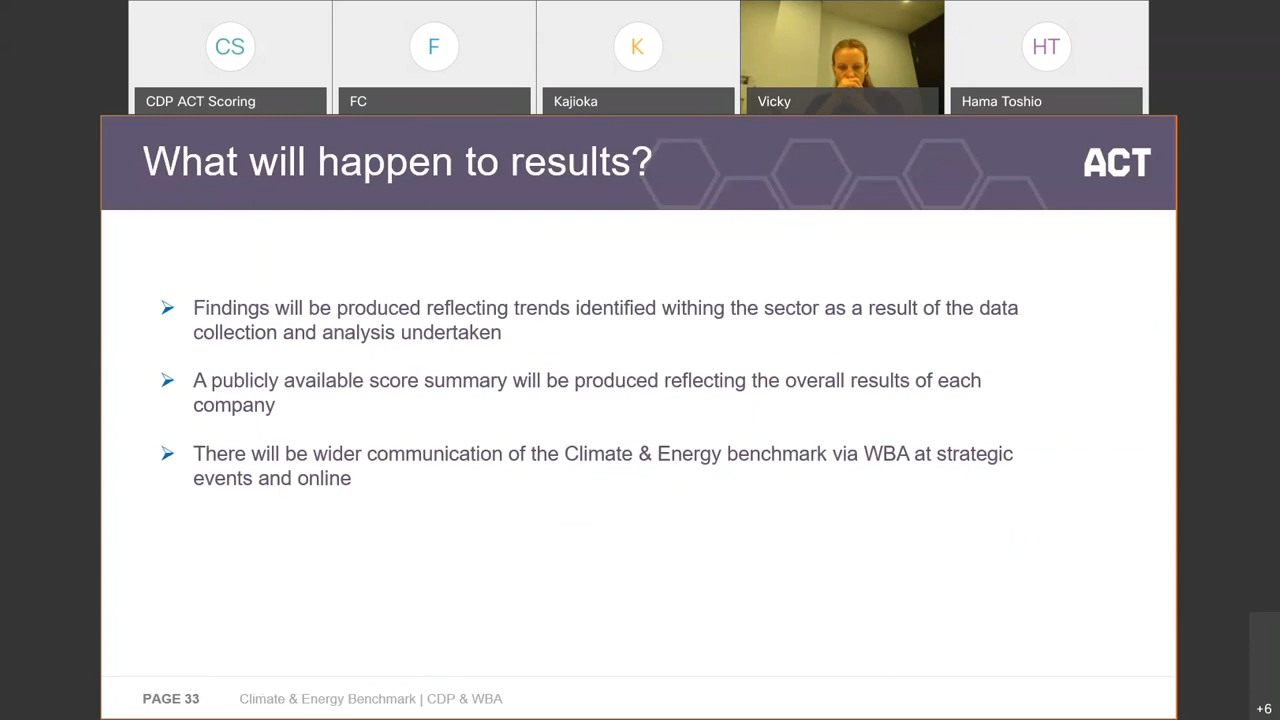 CS
F
K
HT
CDP ACT Scoring
FC
Kajioka
Vicky
Hama Toshio
What will happen to results?
ACT
Findings will be produced reflecting trends identified withing the sector as a result of the data
collection and analysis undertaken
A publicly available score summary will be produced reflecting the overall results of each
company
There will be wider communication of the Climate & Energy benchmark via WBA at strategic
events and online
PAGE 33
Climate & Energy Benchmark | CDP & WBA
+6